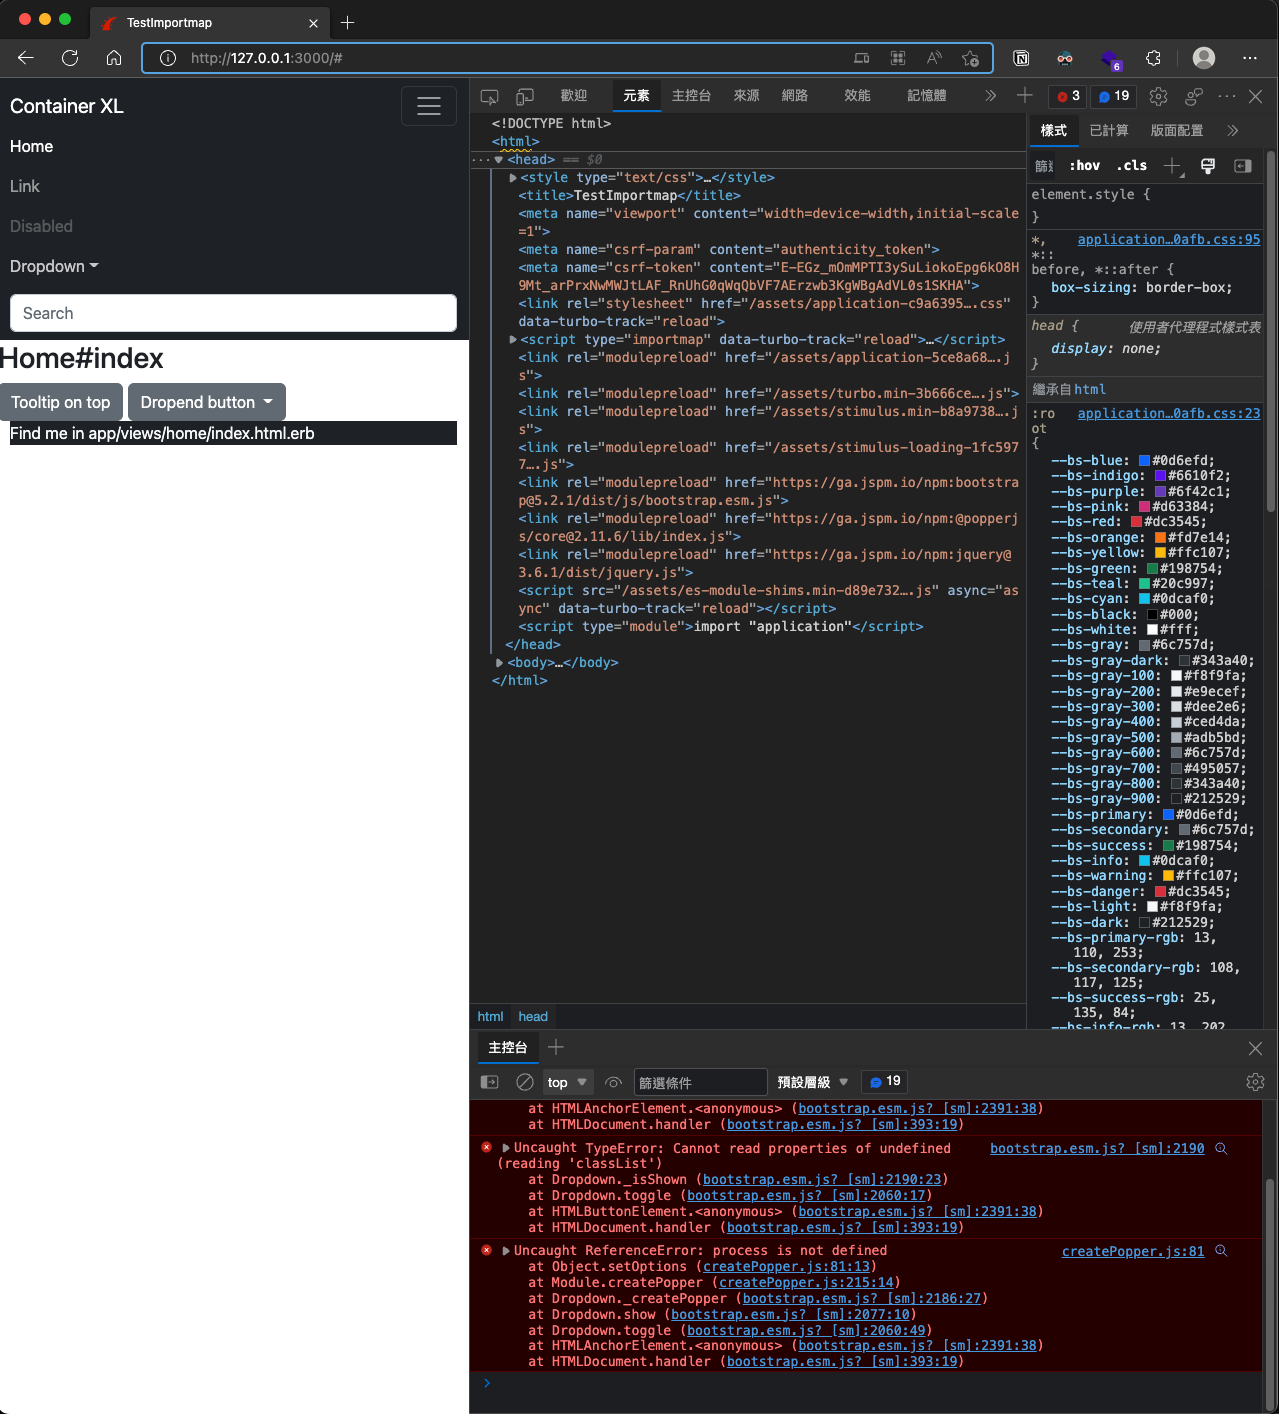 TestImportmap
http://127.0.0.1:3000/#
6
Container XL
Home
Link
Disabled
Dropdown
Search
Home#index
Tooltip on top
Dropend button
Find me in app/views/home/index.html.erb
歡迎
元素
主控台
來源
網路
效能
記憶體
3
19
<!DOCTYPE html>
<html>
···▼<head> == $0
▶<style type="text/css">…</style>
<title>TestImportmap</title>
<meta name="viewport" content="width=device-width,initial-scale
=1">
<meta name="csrf-param" content="authenticity_token">
<meta name="csrf-token" content="E-EGz_mOmMPTI3ySuLiokoEpg6kO8H
9Mt_arPrxNwMWJtLAF_RnUhG0qWqQbVF7AErzwb3KgWBgAdVL0s1SKHA">
<link rel="stylesheet" href="/assets/application-c9a6395….css"
data-turbo-track="reload">
▶<script type="importmap" data-turbo-track="reload">…</script>
<link rel="modulepreload" href="/assets/application-5ce8a68….j
s">
<link rel="modulepreload" href="/assets/turbo.min-3b666ce….js">
<link rel="modulepreload" href="/assets/stimulus.min-b8a9738….j
s">
<link rel="modulepreload" href="/assets/stimulus-loading-1fc597
7….js">
<link rel="modulepreload" href="https://ga.jspm.io/npm:bootstra
p@5.2.1/dist/js/bootstrap.esm.js">
<link rel="modulepreload" href="https://ga.jspm.io/npm:@popperj
s/core@2.11.6/lib/index.js">
<link rel="modulepreload" href="https://ga.jspm.io/npm:jquery@
3.6.1/dist/jquery.js">
<script src="/assets/es-module-shims.min-d89e732….js" async="as
ync" data-turbo-track="reload"></script>
<script type="module">import "application"</script>
</head>
▶<body>…</body>
</html>
html
head
樣式
已計算
版面配置
:hov
.cls
element.style {
}
*, application…0afb.css:95
*::
before, *::after {
box-sizing: border-box;
}
head { 使用者代理程式樣式表
display: none;
}
繼承自 html
:ro application…0afb.css:23
ot
{
--bs-blue: #0d6efd;
--bs-indigo: #6610f2;
--bs-purple: #6f42c1;
--bs-pink: #d63384;
--bs-red: #dc3545;
--bs-orange: #fd7e14;
--bs-yellow: #ffc107;
--bs-green: #198754;
--bs-teal: #20c997;
--bs-cyan: #0dcaf0;
--bs-black: #000;
--bs-white: #fff;
--bs-gray: #6c757d;
--bs-gray-dark: #343a40;
--bs-gray-100: #f8f9fa;
--bs-gray-200: #e9ecef;
--bs-gray-300: #dee2e6;
--bs-gray-400: #ced4da;
--bs-gray-500: #adb5bd;
--bs-gray-600: #6c757d;
--bs-gray-700: #495057;
--bs-gray-800: #343a40;
--bs-gray-900: #212529;
--bs-primary: #0d6efd;
--bs-secondary: #6c757d;
--bs-success: #198754;
--bs-info: #0dcaf0;
--bs-warning: #ffc107;
--bs-danger: #dc3545;
--bs-light: #f8f9fa;
--bs-dark: #212529;
--bs-primary-rgb: 13,
110, 253;
--bs-secondary-rgb: 108,
117, 125;
--bs-success-rgb: 25,
135, 84;
--bs-info-rgb: 13, 202
主控台
top
篩選條件
預設層級
19
at HTMLAnchorElement.<anonymous> (bootstrap.esm.js? [sm]:2391:38)
at HTMLDocument.handler (bootstrap.esm.js? [sm]:393:19)
▶Uncaught TypeError: Cannot read properties of undefined bootstrap.esm.js? [sm]:2190
(reading 'classList')
at Dropdown._isShown (bootstrap.esm.js? [sm]:2190:23)
at Dropdown.toggle (bootstrap.esm.js? [sm]:2060:17)
at HTMLButtonElement.<anonymous> (bootstrap.esm.js? [sm]:2391:38)
at HTMLDocument.handler (bootstrap.esm.js? [sm]:393:19)
▶Uncaught ReferenceError: process is not defined createPopper.js:81
at Object.setOptions (createPopper.js:81:13)
at Module.createPopper (createPopper.js:215:14)
at Dropdown._createPopper (bootstrap.esm.js? [sm]:2186:27)
at Dropdown.show (bootstrap.esm.js? [sm]:2077:10)
at Dropdown.toggle (bootstrap.esm.js? [sm]:2060:49)
at HTMLAnchorElement.<anonymous> (bootstrap.esm.js? [sm]:2391:38)
at HTMLDocument.handler (bootstrap.esm.js? [sm]:393:19)